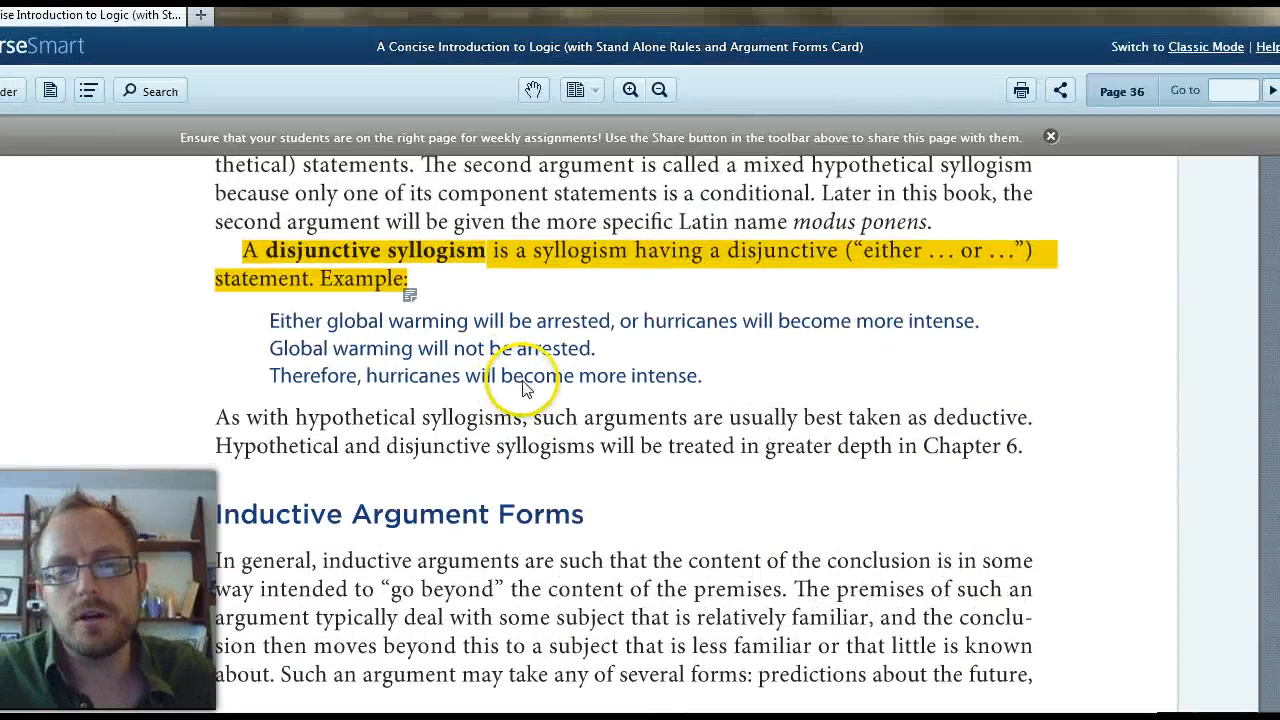 se Introduction to Logic (with St... +
rseSmart
A Concise Introduction to Logic (with Stand Alone Rules and Argument Forms Card)
Switch to Classic Mode | Help
der
Search
Page 36
Go to
Ensure that your students are on the right page for weekly assignments! Use the Share button in the toolbar above to share this page with them.
thetical) statements. The second argument is called a mixed hypothetical syllogism
because only one of its component statements is a conditional. Later in this book, the
second argument will be given the more specific Latin name modus ponens.
A disjunctive syllogism is a syllogism having a disjunctive (“either . . . or . . .”)
statement. Example:
Either global warming will be arrested, or hurricanes will become more intense.
Global warming will not be arrested.
Therefore, hurricanes will become more intense.
As with hypothetical syllogisms, such arguments are usually best taken as deductive.
Hypothetical and disjunctive syllogisms will be treated in greater depth in Chapter 6.
Inductive Argument Forms
In general, inductive arguments are such that the content of the conclusion is in some
way intended to “go beyond” the content of the premises. The premises of such an
argument typically deal with some subject that is relatively familiar, and the conclu-
sion then moves beyond this to a subject that is less familiar or that little is known
about. Such an argument may take any of several forms: predictions about the future,